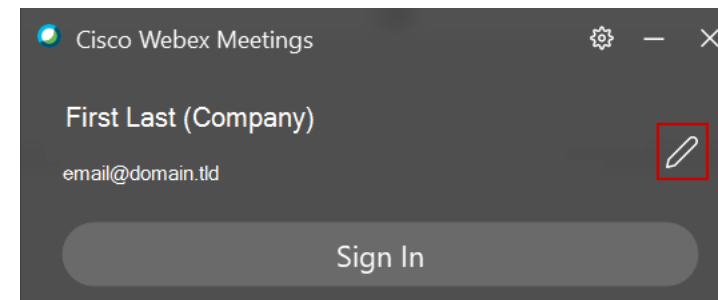 Cisco Webex Meetings
First Last (Company)
email@domain.tld
Sign In